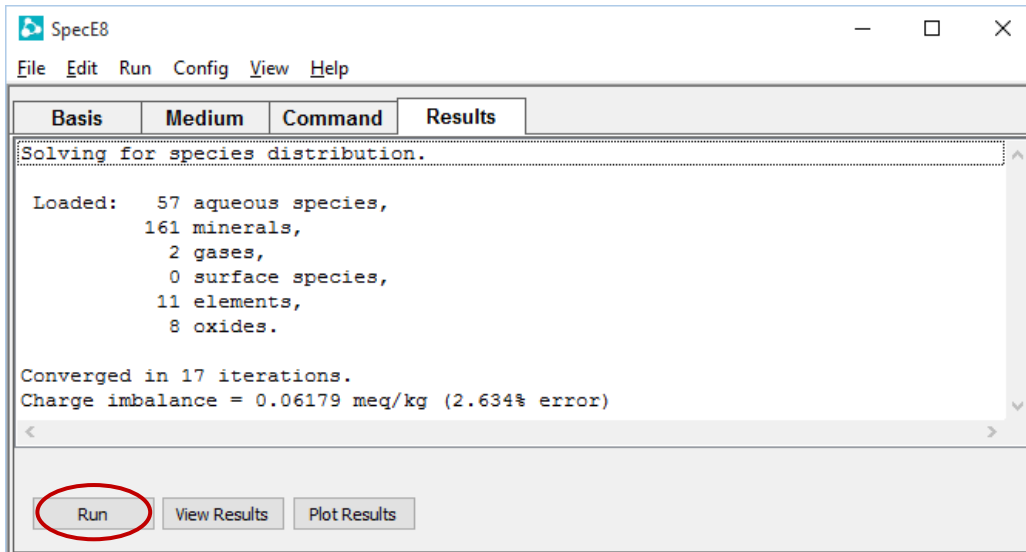 SpecE8
File Edit Run Config View Help
Basis Medium Command Results
Solving for species distribution.
Loaded: 57 aqueous species,
161 minerals,
2 gases,
0 surface species,
11 elements,
8 oxides.
Converged in 17 iterations.
Charge imbalance = 0.06179 meq/kg (2.634% error)
Run View Results Plot Results